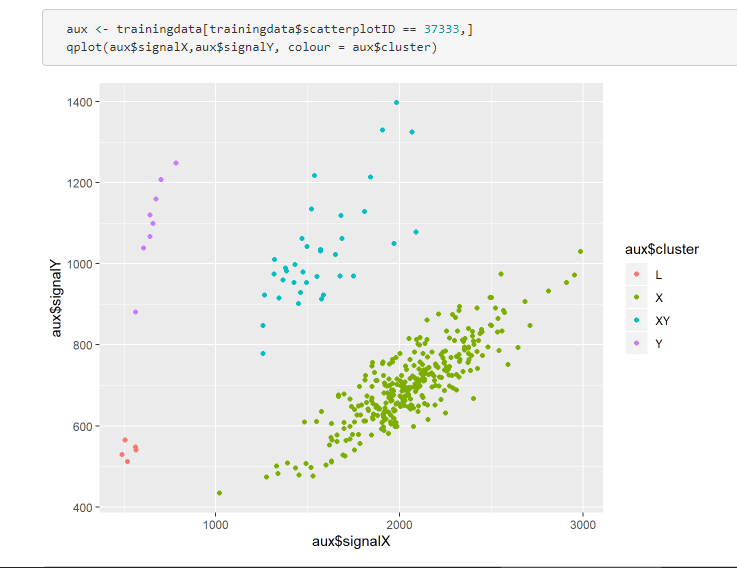 aux <- trainingdata[trainingdata$scatterplotID == 37333,]
qplot(aux$signalX,aux$signalY, colour = aux$cluster)
1400
1200
1000
800
600
400
aux$signalY
1000
2000
3000
aux$signalX
aux$cluster
L
X
XY
Y